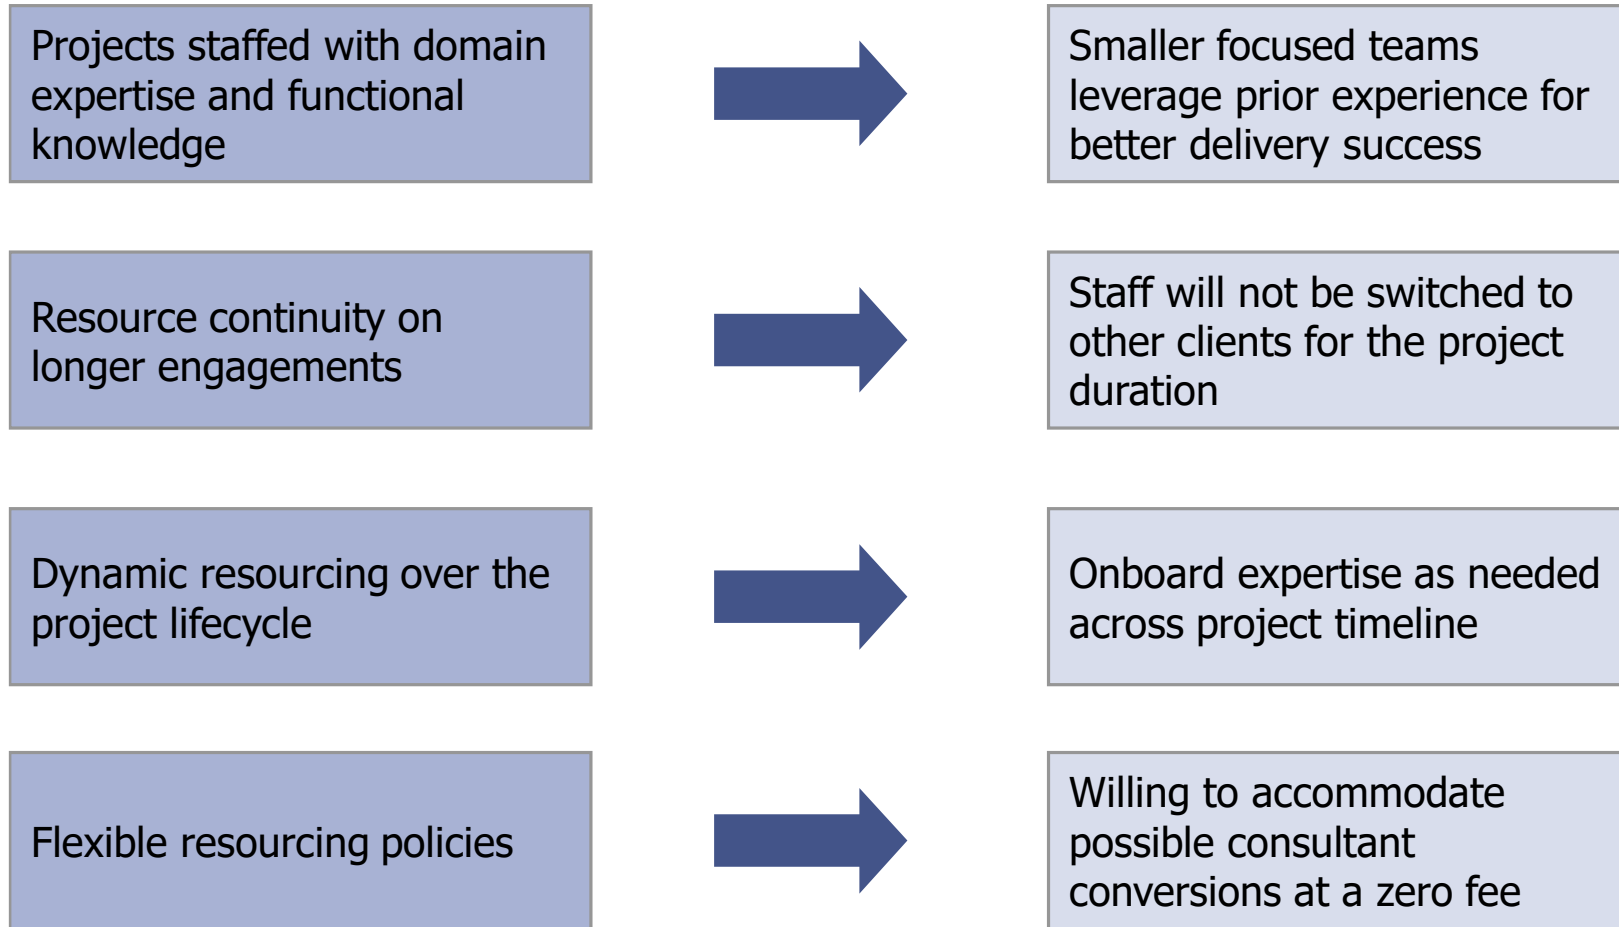 Projects staffed with domain
expertise and functional
knowledge
Smaller focused teams
leverage prior experience for
better delivery success
Resource continuity on
longer engagements
Staff will not be switched to
other clients for the project
duration
Dynamic resourcing over the
project lifecycle
Onboard expertise as needed
across project timeline
Flexible resourcing policies
Willing to accommodate
possible consultant
conversions at a zero fee